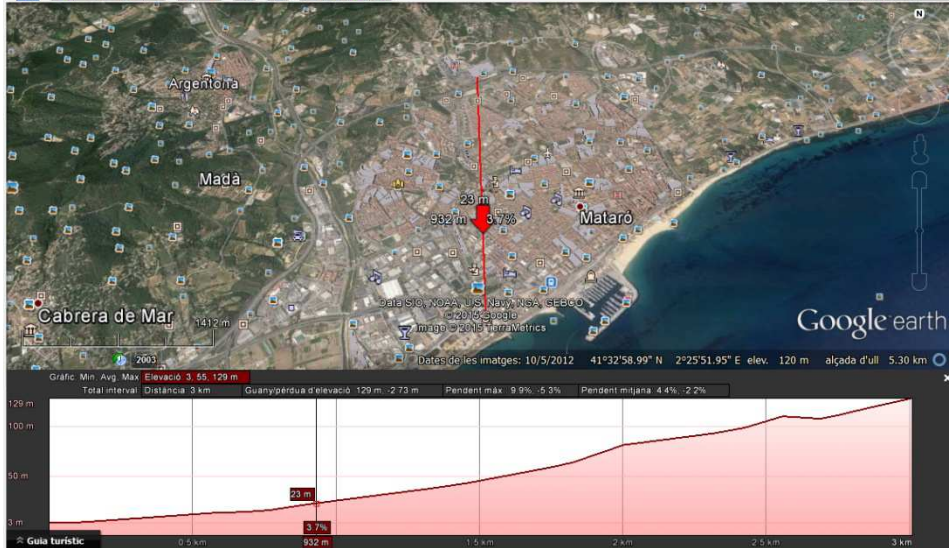 N
Argentona
Madà
23 m
932 m 3.7%
Mataró
Data SIO, NOAA, U.S. Navy, NGA, GEBCO
© 2015 Google
Image © 2015 TerraMetrics
Cabrera de Mar
1412 m
Google earth
2003
Dates de les imatges: 10/5/2012 41°32'58.99" N 2°25'51.95" E elev. 120 m alçada d'ull 5.30 km
Gràfic. Min. Avg. Max Elevació: 3, 55, 129 m
Total interval: Distància: 3 km Guany/pérdua d'elevació: 129 m, -2.73 m Pendent máx: 9.9%, -5.3% Pendent mitjana: 4.4%, -2.2%
129 m
100 m
50 m
23 m
3 m
3.7%
Guia turístic
0.5 km 932 m 1.5 km 2 km 2.5 km 3 km